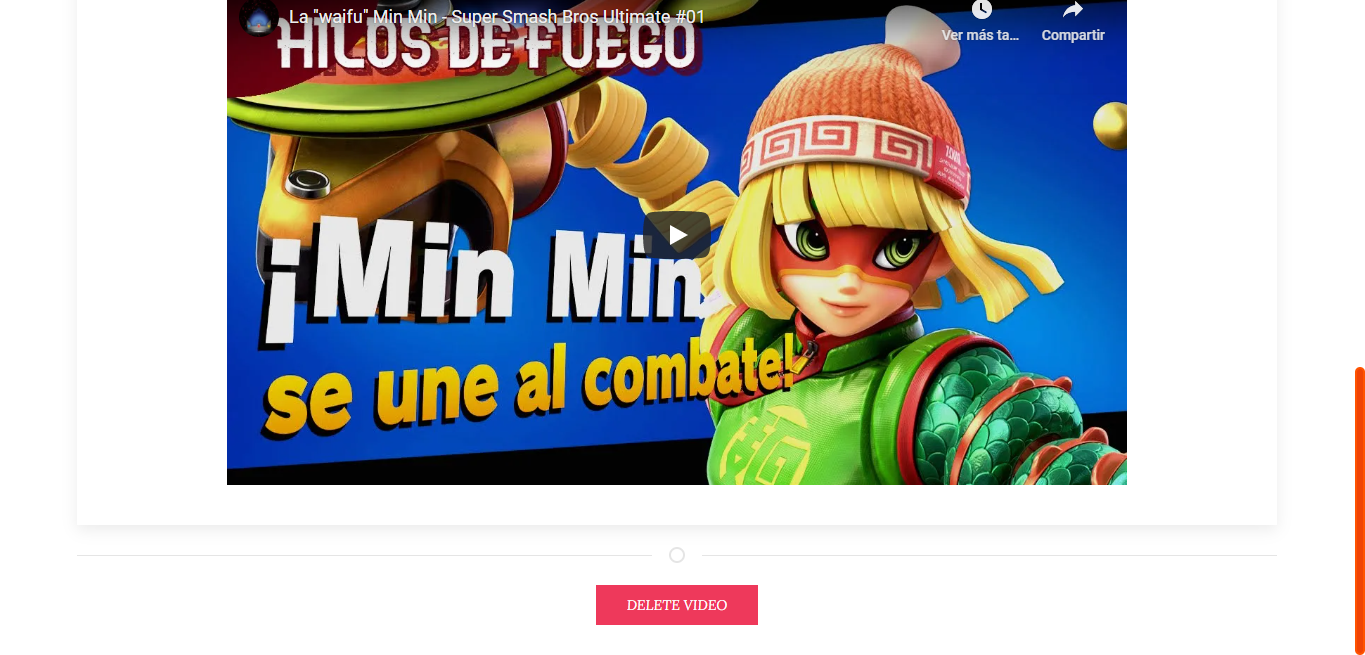 La "waifu" Min Min - Super Smash Bros Ultimate #01
Ver más ta...
Compartir
HILOS DE FUEGO
¡Min Min
se une al combate!
DELETE VIDEO